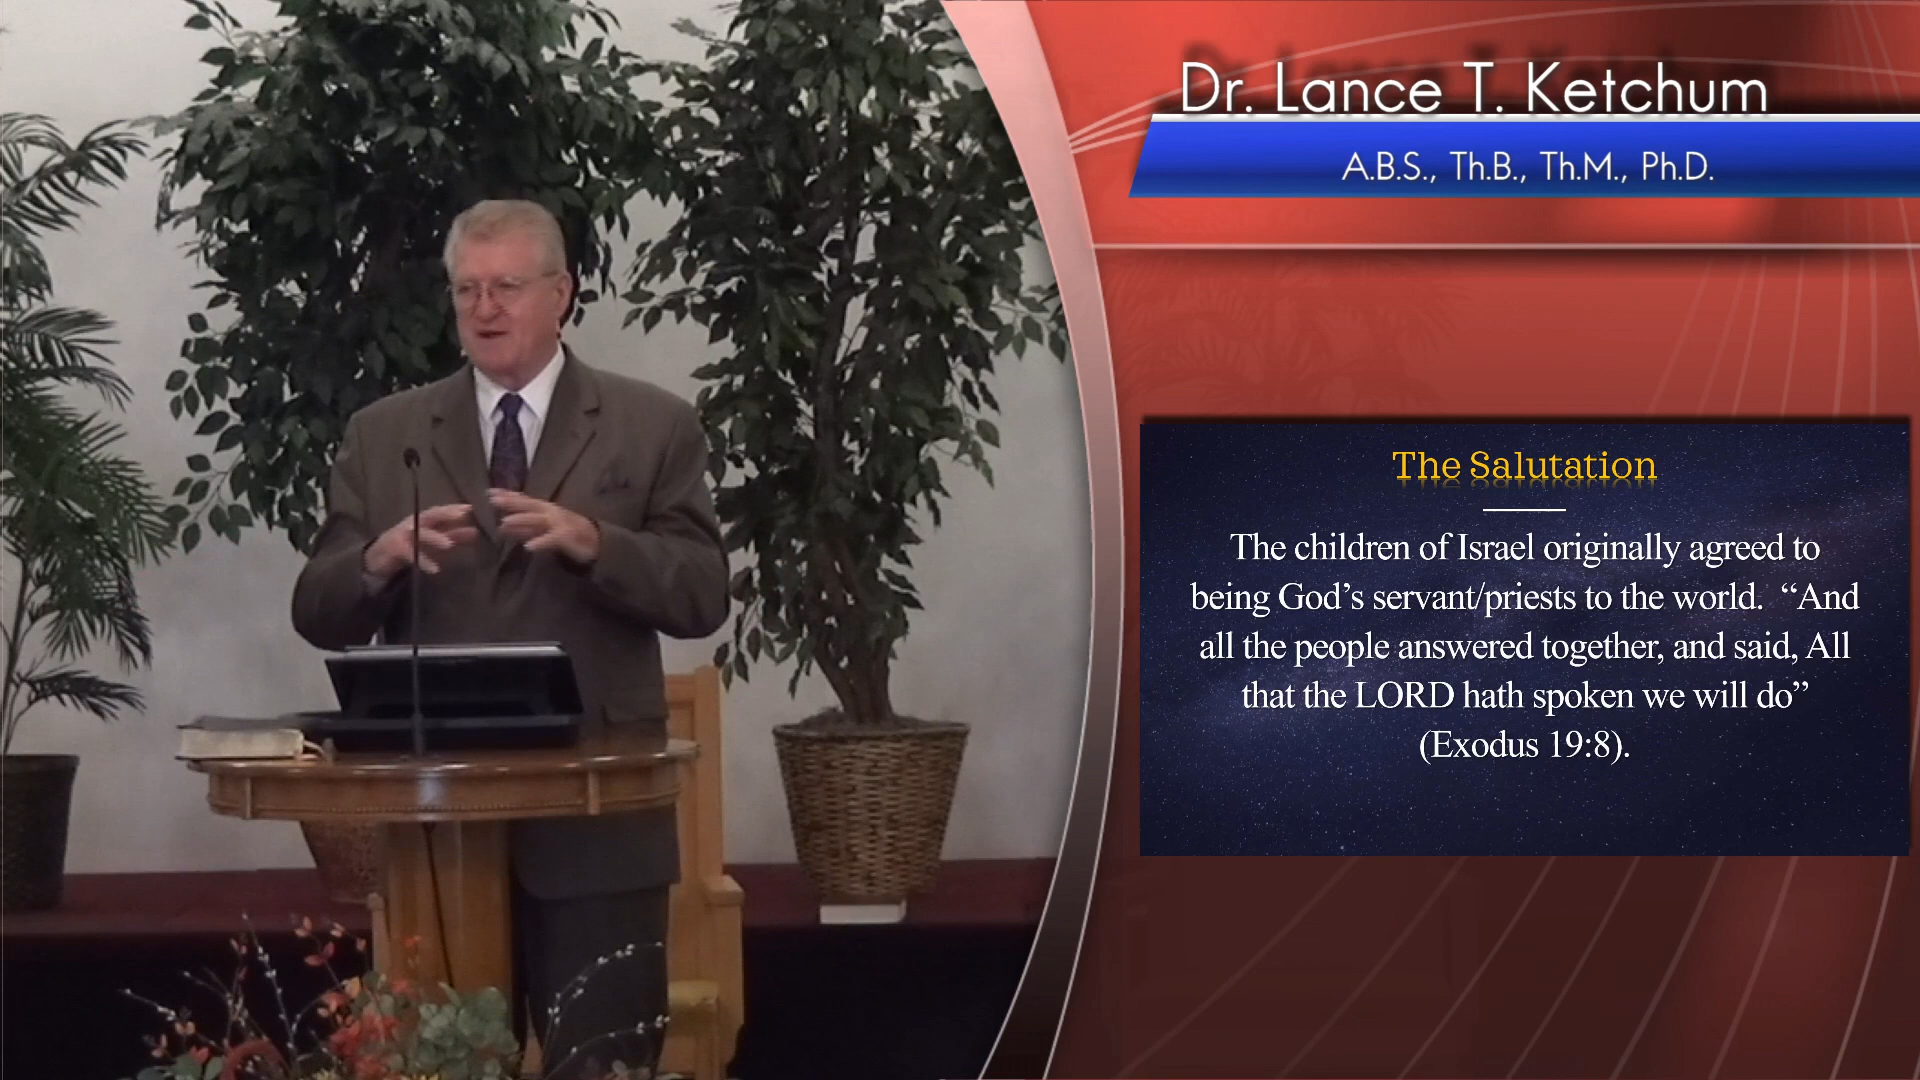 Dr. Lance T. Ketchum
A.B.S., Th.B., Th.M., Ph.D.
The Salutation
The children of Israel originally agreed to
being God’s servant/priests to the world.  “And
all the people answered together, and said, All
that the LORD hath spoken we will do”
(Exodus 19:8).